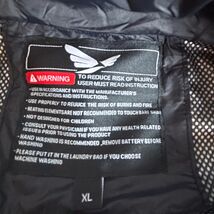 WARNING
TO REDUCE RISK OF INJURY
USER MUST READ INSTRUCTION
• USE IN ACCORDANCE WITH THE MANUFACTURER'S
SPECIFICATIONS AND INSTRUCTIONS.
• USE PROPERLY TO REDUCE THE RISK OF BURNS AND FIRE
• HEATING ELEMENTS ARE NOT RECOMMENDED TO TOUCH BARE SKIN
• NOT DESIGNED FOR CHILDREN
• CONSULT YOUR PHYSICIAN IF YOU HAVE ANY HEALTH RELATED
ISSUES PRIOR TO USING THE PRODUCT
• HAND WASHING IS RECOMMENDED, REMOVE BATTERY BEFORE
WASHING
• PLEASE PUT IT IN THE LAUNDRY BAG IF YOU CHOOSE
MACHINE WASHING
XL